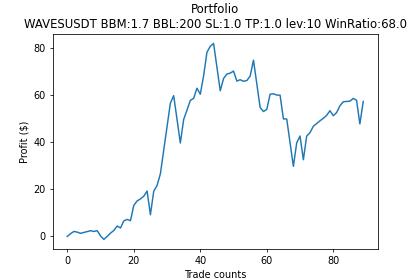 Portfolio
WAVESUSDT BBM:1.7 BBL:200 SL:1.0 TP:1.0 lev:10 WinRatio:68.0
80
60
40
20
0
Profit ($)
0 20 40 60 80
Trade counts